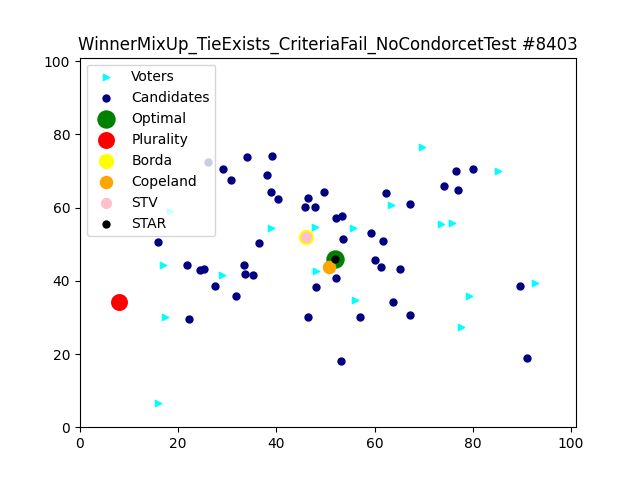 WinnerMixUp_TieExists_CriteriaFail_NoCondorcetTest #8403
100
80
60
40
20
0
0 20 40 60 80 100
Voters
Candidates
Optimal
Plurality
Borda
Copeland
STV
STAR